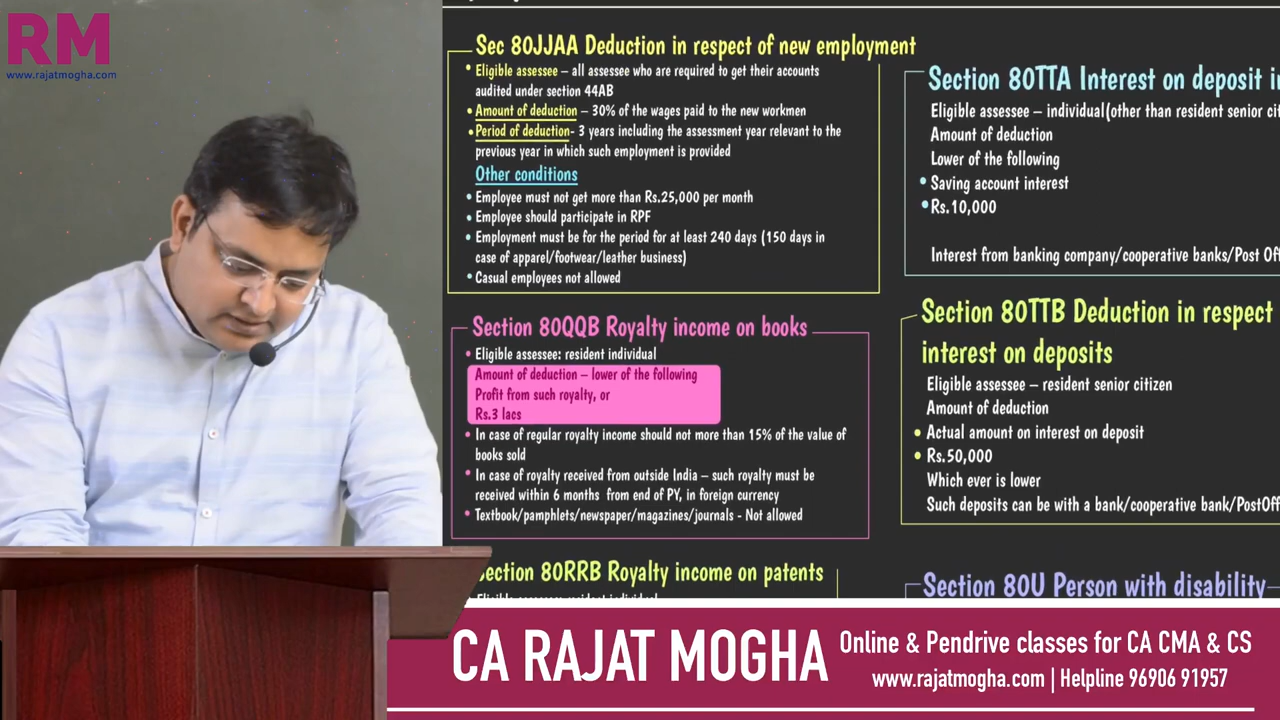 RM
www.rajatmogha.com
Sec 80JJAA Deduction in respect of new employment
• Eligible assessee – all assessee who are required to get their accounts
audited under section 44AB
• Amount of deduction – 30% of the wages paid to the new workmen
• Period of deduction- 3 years including the assessment year relevant to the
previous year in which such employment is provided
Other conditions
• Employee must not get more than Rs.25,000 per month
• Employee should participate in RPF
• Employment must be for the period for at least 240 days (150 days in
case of apparel/footwear/leather business)
• Casual employees not allowed
Section 80QQB Royalty income on books
• Eligible assessee: resident individual
Amount of deduction – lower of the following
Profit from such royalty, or
Rs.3 lacs
• In case of regular royalty income should not more than 15% of the value of
books sold
• In case of royalty received from outside India – such royalty must be
received within 6 months from end of PY, in foreign currency
• Textbook/pamphlets/newspaper/magazines/journals - Not allowed
Section 80RRB Royalty income on patents
Section 80TTA Interest on deposit i
Eligible assessee – individual(other than resident senior cit
Amount of deduction
Lower of the following
• Saving account interest
• Rs.10,000
Interest from banking company/cooperative banks/Post Off
Section 80TTB Deduction in respect
interest on deposits
Eligible assessee – resident senior citizen
Amount of deduction
• Actual amount on interest on deposit
• Rs.50,000
Which ever is lower
Such deposits can be with a bank/cooperative bank/PostOff
Section 80U Person with disability
CA RAJAT MOGHA
Online & Pendrive classes for CA CMA & CS
www.rajatmogha.com | Helpline 96906 91957